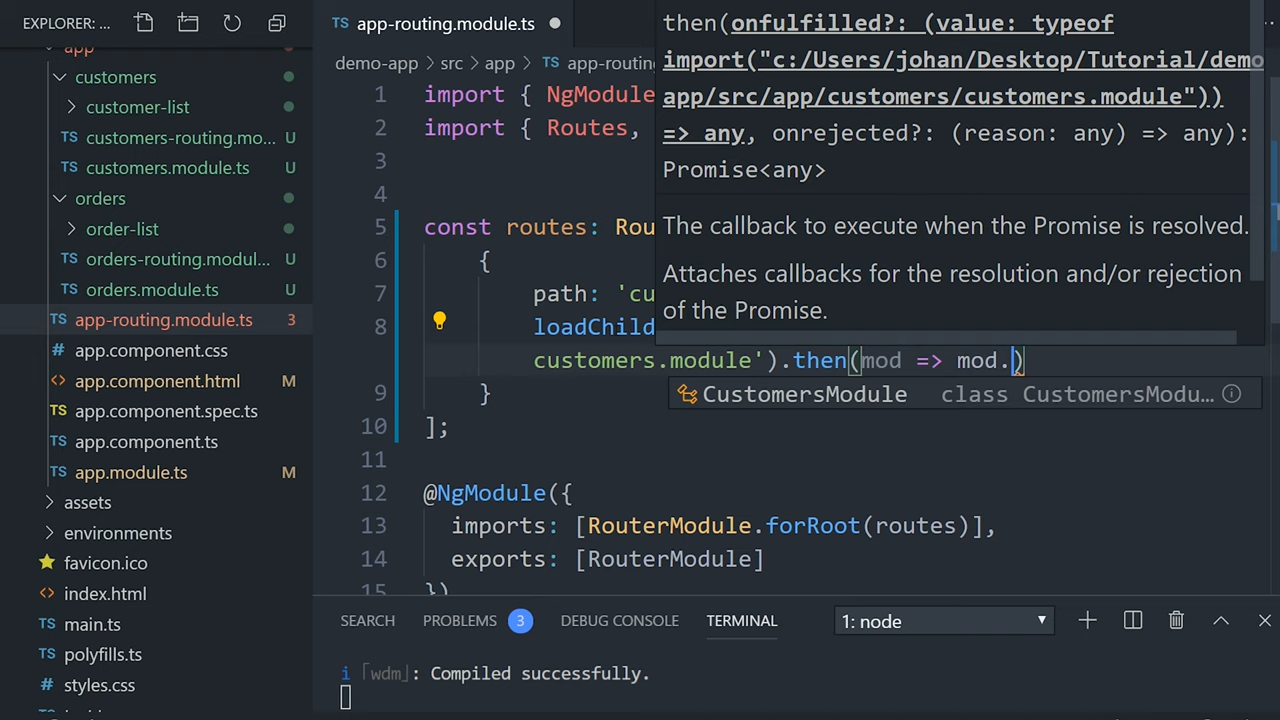 EXPLORER: ...
app
customers
customer-list
TS customers-routing.mo... U
TS customers.module.ts U
orders
order-list
TS orders-routing.modul... U
TS orders.module.ts U
TS app-routing.module.ts 3
TS app.component.css
<> app.component.html M
TS app.component.spec.ts
TS app.component.ts
TS app.module.ts M
assets
environments
favicon.ico
<> index.html
TS main.ts
TS polyfills.ts
TS styles.css
TS app-routing.module.ts
demo-app > src > app > TS app-routing
1 import { NgModule
2 import { Routes,
3
4
5 const routes: Rou
6 {
7 path: 'cu
8 loadChild
customers.module').then(mod => mod.)
9 }
10 ];
11
12 @NgModule({
13 imports: [RouterModule.forRoot(routes)],
14 exports: [RouterModule]
15 })
then(onfulfilled?: (value: typeof
import("c:/Users/johan/Desktop/Tutorial/demo
app/src/app/customers/customers.module"))
=> any, onrejected?: (reason: any) => any):
Promise<any>
The callback to execute when the Promise is resolved.
Attaches callbacks for the resolution and/or rejection
of the Promise.
CustomersModule class CustomersModu...
SEARCH PROBLEMS 3 DEBUG CONSOLE TERMINAL 1: node
i ｢wdm｣: Compiled successfully.